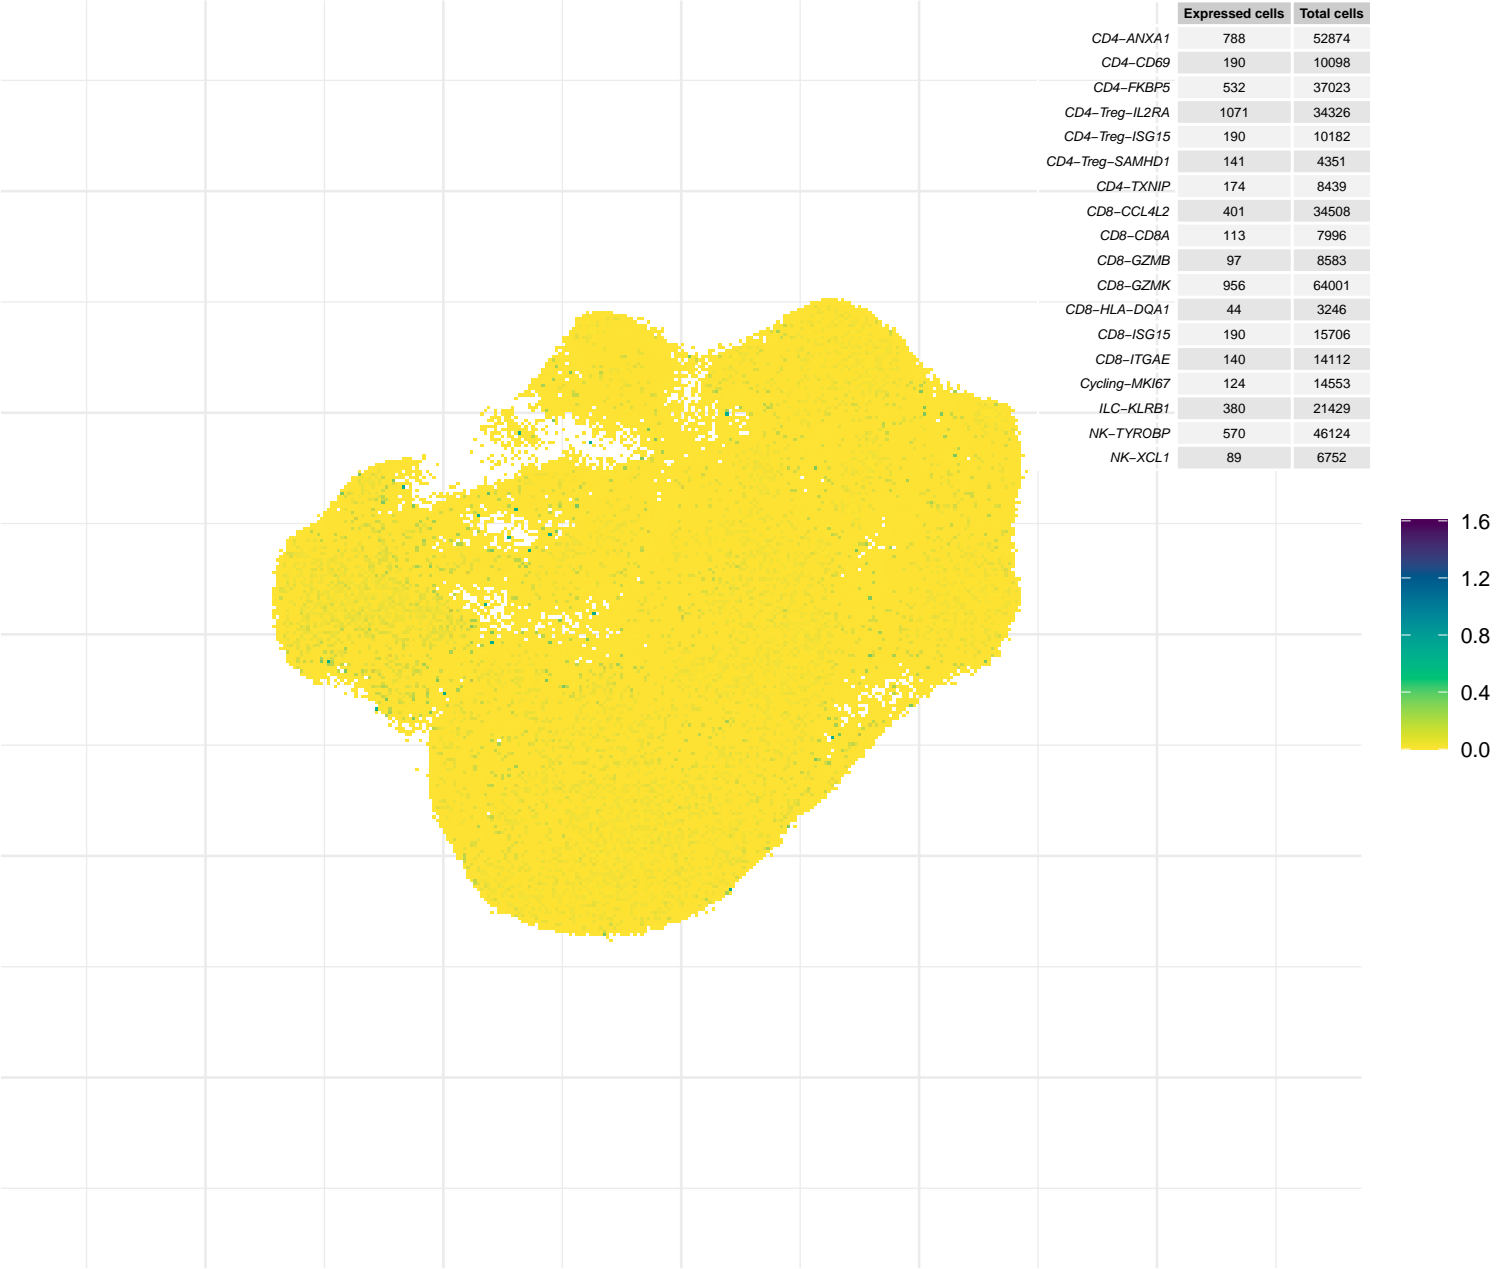 Expressed cells Total cells
CD4−ANXA1 788 52874
CD4−CD69 190 10098
CD4−FKBP5 532 37023
CD4−Treg−IL2RA 1071 34326
CD4−Treg−ISG15 190 10182
CD4−Treg−SAMHD1 141 4351
CD4−TXNIP 174 8439
CD8−CCL4L2 401 34508
CD8−CD8A 113 7996
CD8−GZMB 97 8583
CD8−GZMK 956 64001
CD8−HLA−DQA1 44 3246
CD8−ISG15 190 15706
CD8−ITGAE 140 14112
Cycling−MKI67 124 14553
ILC−KLRB1 380 21429
NK−TYROBP 570 46124
NK−XCL1 89 6752
1.6
1.2
0.8
0.4
0.0